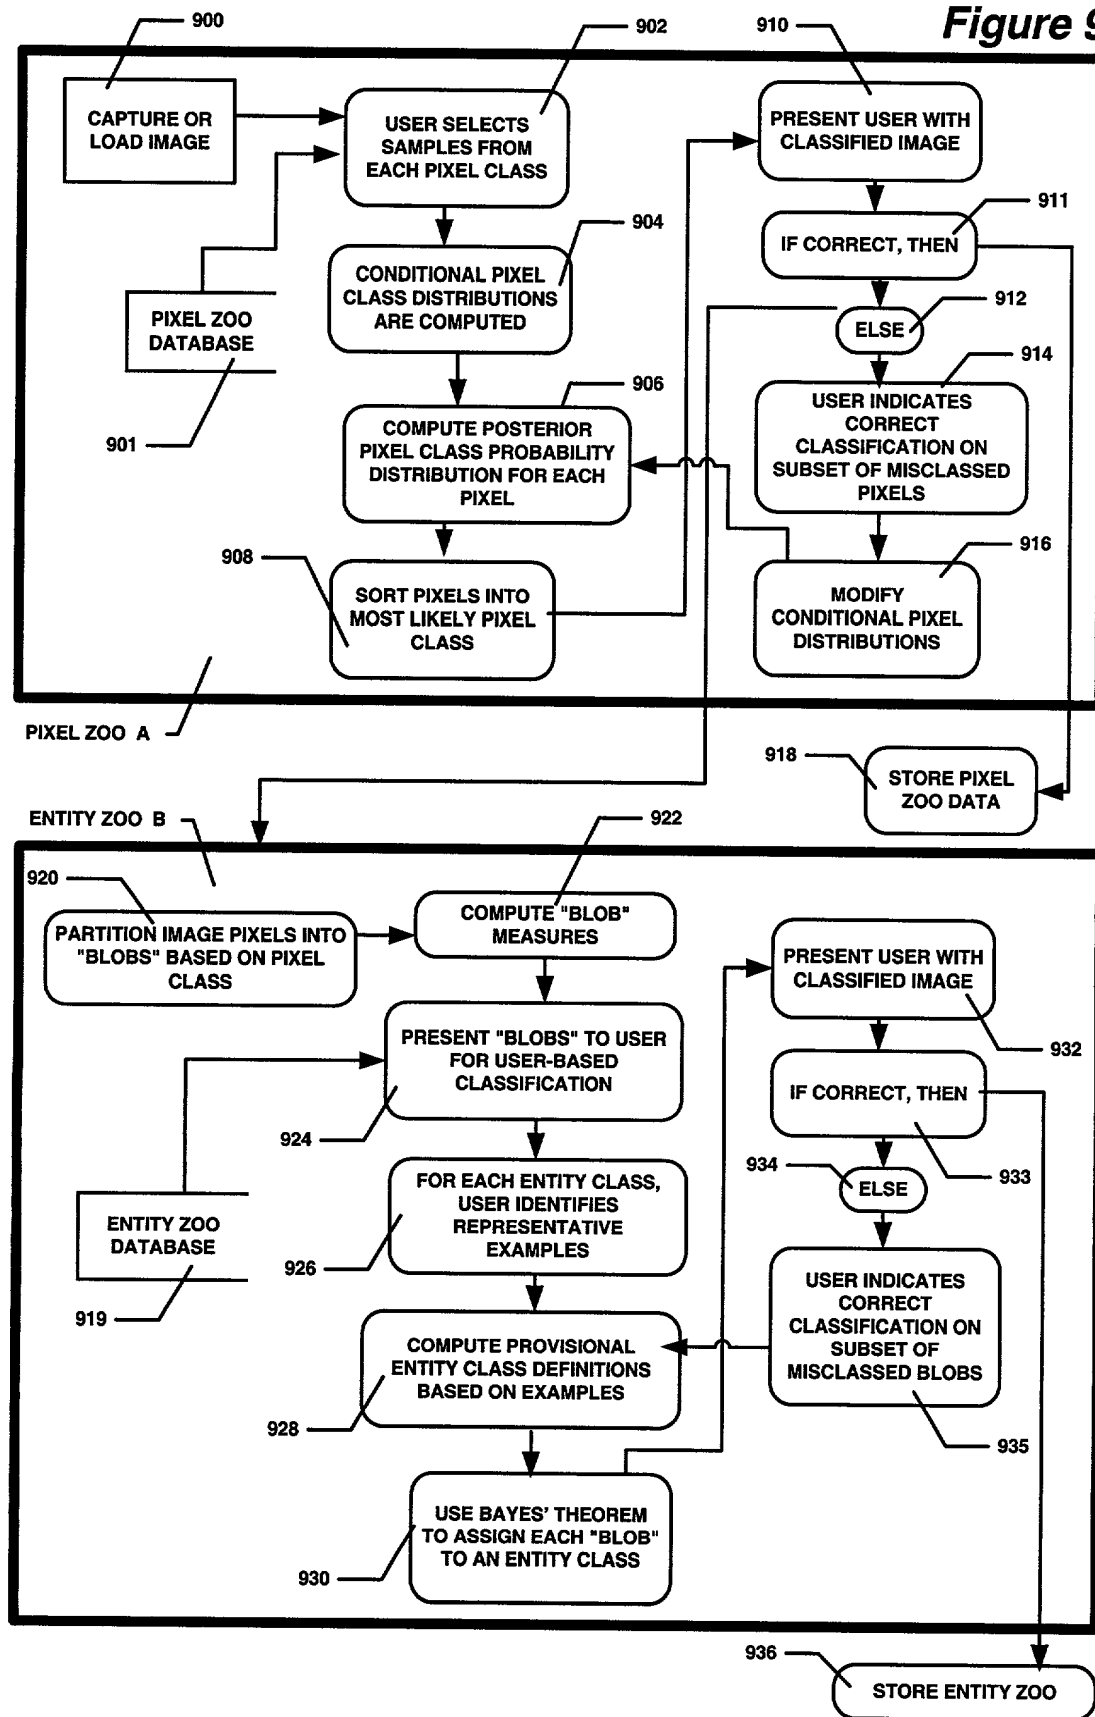 Figure 9
900
902
910
CAPTURE OR
LOAD IMAGE
USER SELECTS
SAMPLES FROM
EACH PIXEL CLASS
PRESENT USER WITH
CLASSIFIED IMAGE
911
904
IF CORRECT, THEN
CONDITIONAL PIXEL
CLASS DISTRIBUTIONS
ARE COMPUTED
PIXEL ZOO
DATABASE
912
ELSE
914
906
901
COMPUTE POSTERIOR
PIXEL CLASS PROBABILITY
DISTRIBUTION FOR EACH
PIXEL
USER INDICATES
CORRECT
CLASSIFICATION ON
SUBSET OF MISCLASSED
PIXELS
908
916
SORT PIXELS INTO
MOST LIKELY PIXEL
CLASS
MODIFY
CONDITIONAL PIXEL
DISTRIBUTIONS
PIXEL ZOO A
918
STORE PIXEL
ZOO DATA
ENTITY ZOO B
922
920
PARTITION IMAGE PIXELS INTO
"BLOBS" BASED ON PIXEL
CLASS
COMPUTE "BLOB"
MEASURES
PRESENT USER WITH
CLASSIFIED IMAGE
932
PRESENT "BLOBS" TO USER
FOR USER-BASED
CLASSIFICATION
924
IF CORRECT, THEN
933
934
ELSE
FOR EACH ENTITY CLASS,
USER IDENTIFIES
REPRESENTATIVE
EXAMPLES
926
ENTITY ZOO
DATABASE
919
USER INDICATES
CORRECT
CLASSIFICATION ON
SUBSET OF
MISCLASSED BLOBS
935
COMPUTE PROVISIONAL
ENTITY CLASS DEFINITIONS
BASED ON EXAMPLES
928
USE BAYES' THEOREM
TO ASSIGN EACH "BLOB"
TO AN ENTITY CLASS
930
936
STORE ENTITY ZOO